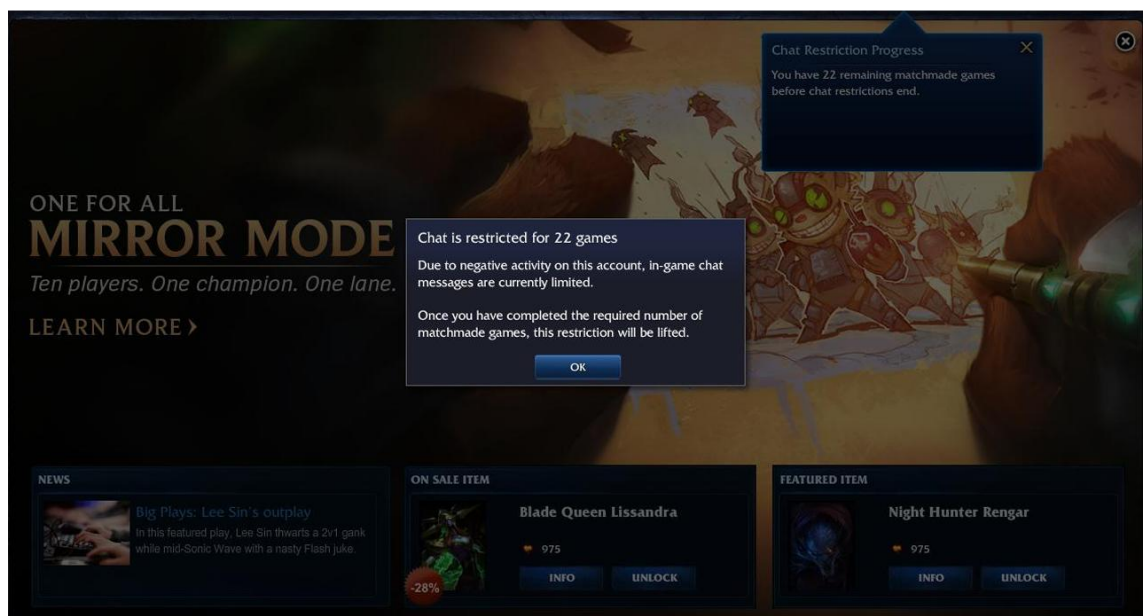 Chat Restriction Progress
You have 22 remaining matchmade games
before chat restrictions end.
ONE FOR ALL
MIRROR MODE
Ten players. One champion. One lane.
LEARN MORE >
Chat is restricted for 22 games
Due to negative activity on this account, in-game chat
messages are currently limited.
Once you have completed the required number of
matchmade games, this restriction will be lifted.
OK
NEWS
Big Plays: Lee Sin's outplay
In this featured play, Lee Sin thwarts a 2v1 gank
while mid-Sonic Wave with a nasty Flash juke.
ON SALE ITEM
Blade Queen Lissandra
975
-28%
INFO
UNLOCK
FEATURED ITEM
Night Hunter Rengar
975
INFO
UNLOCK